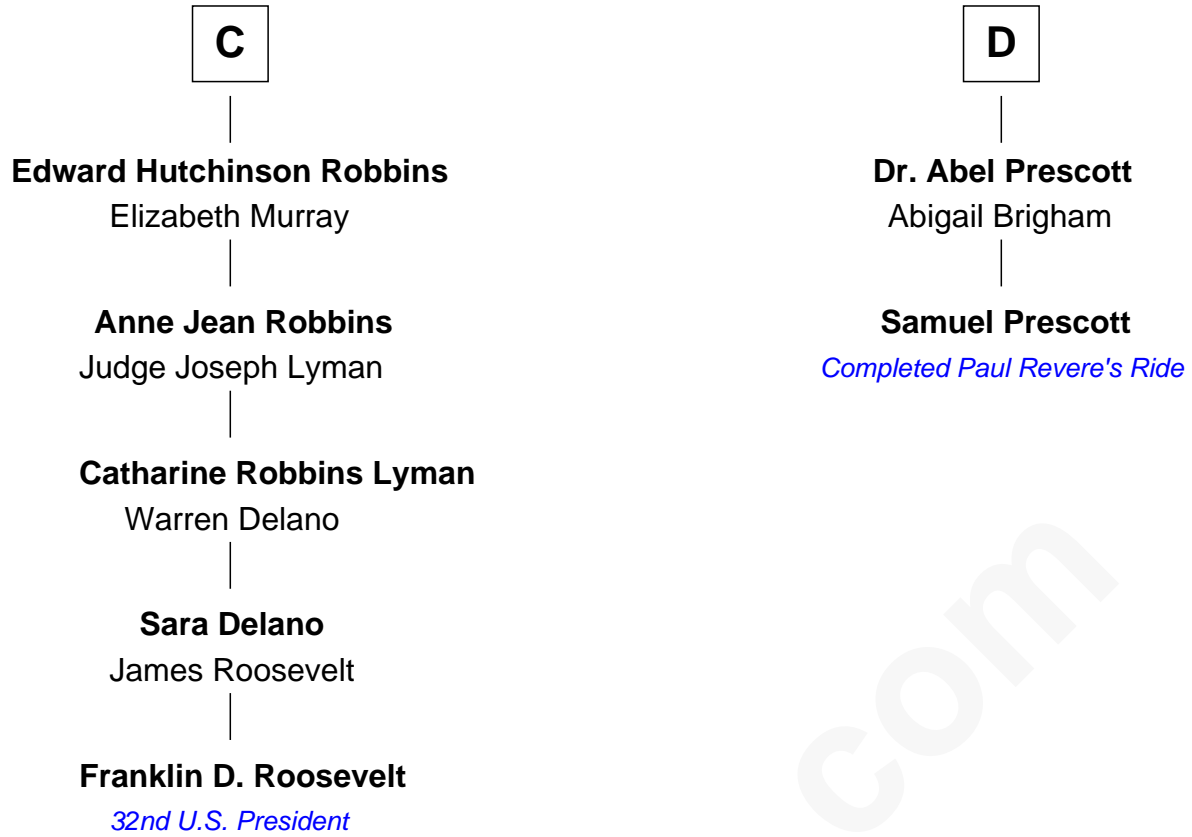 C
Edward Hutchinson Robbins
Elizabeth Murray
Anne Jean Robbins
Judge Joseph Lyman
Catharine Robbins Lyman
Warren Delano
Sara Delano
James Roosevelt
Franklin D. Roosevelt
32nd U.S. President
D
Dr. Abel Prescott
Abigail Brigham
Samuel Prescott
Completed Paul Revere's Ride
com